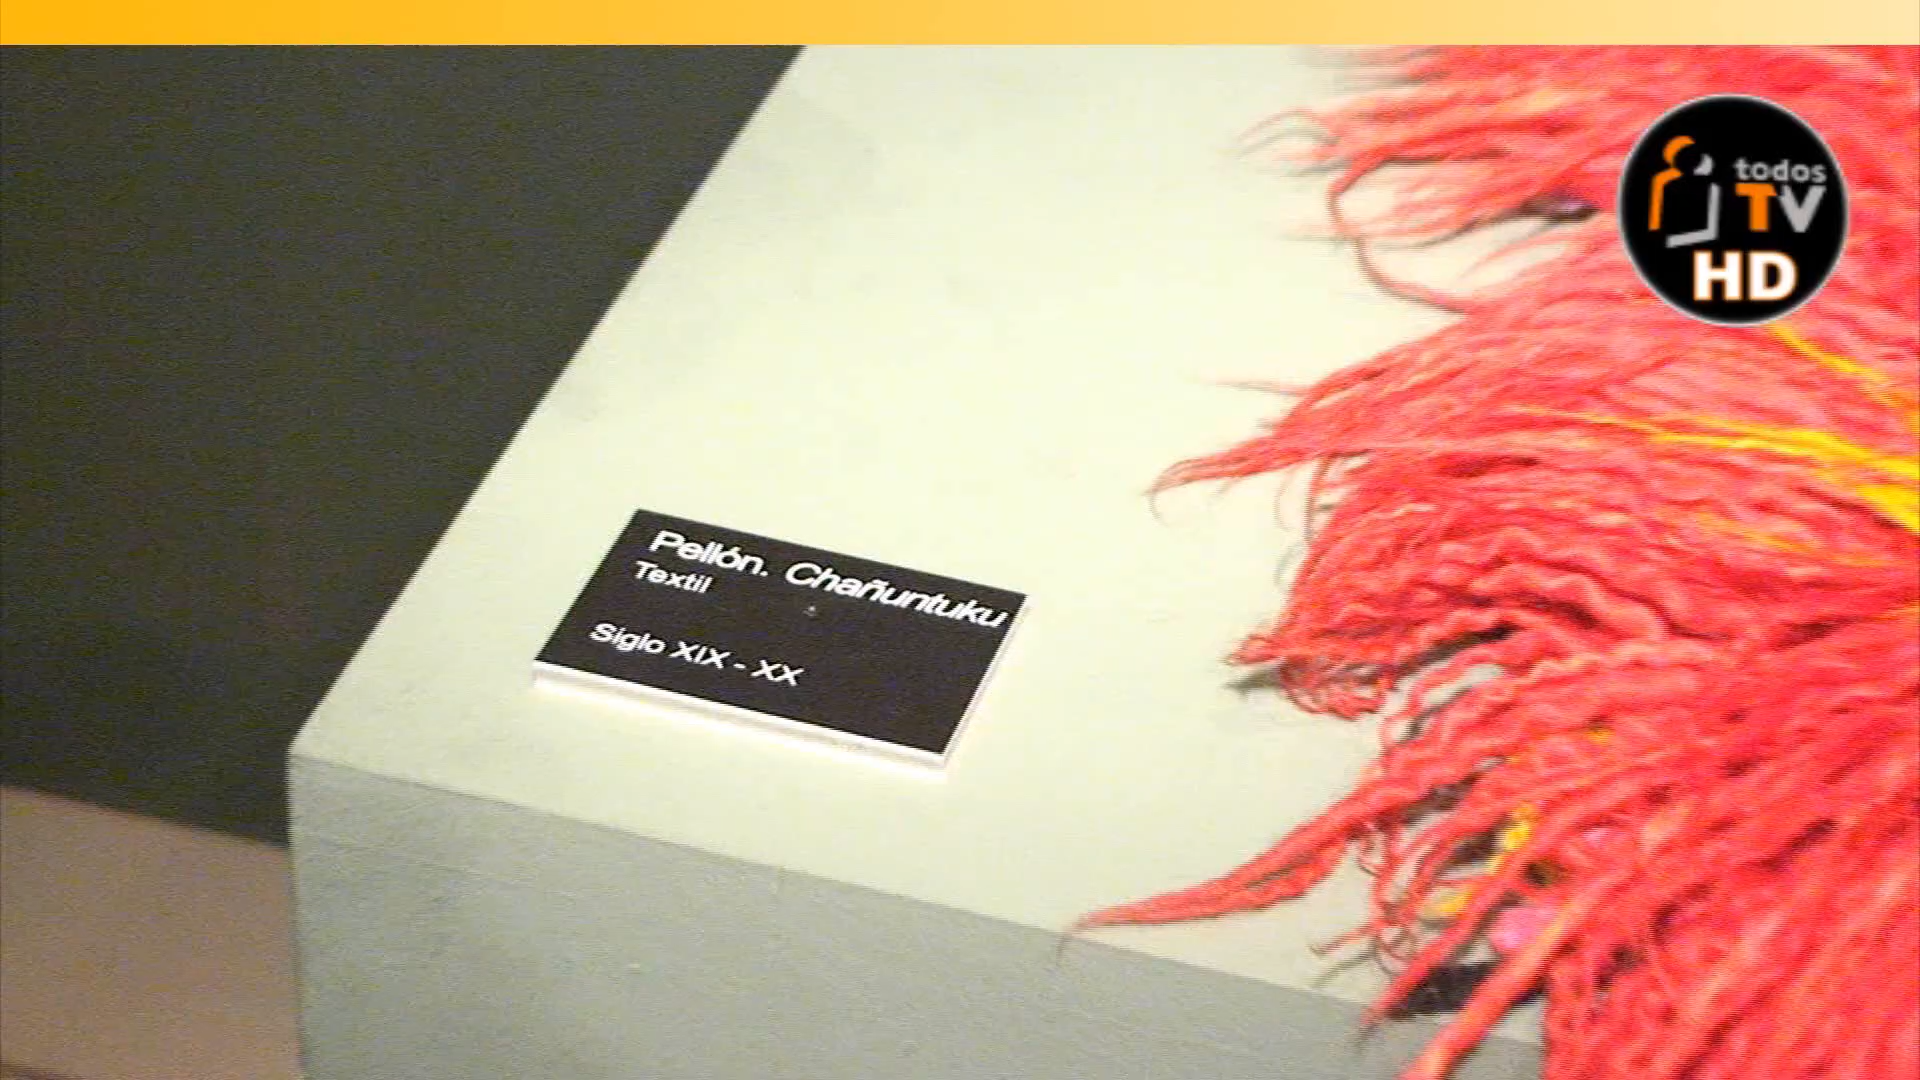 todos
TV
HD
Pellón. Chañuntuku
Textil
Siglo XIX - XX